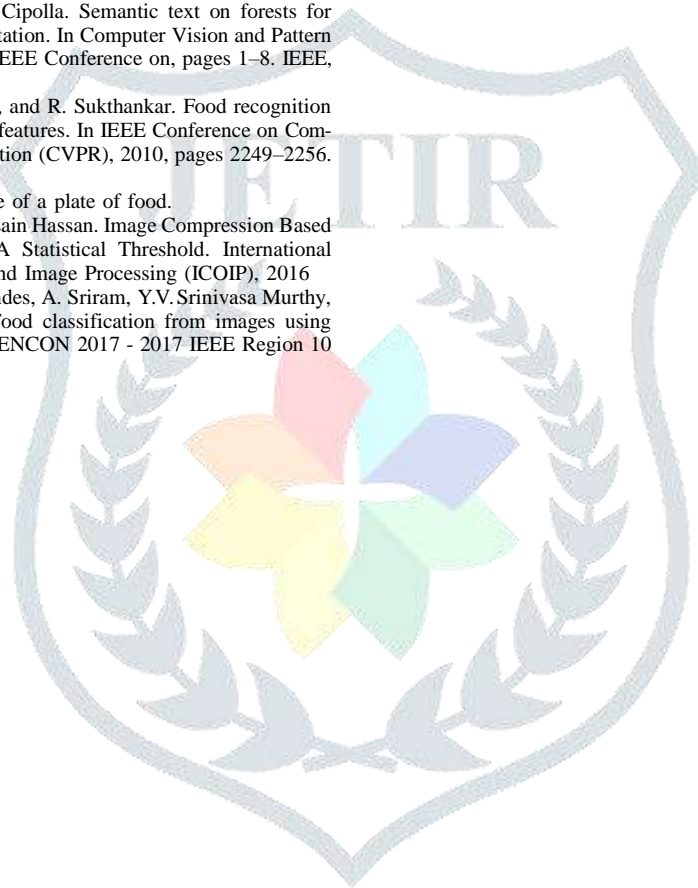 Cipolla. Semantic text on forests for
tation. In Computer Vision and Pattern
IEEE Conference on, pages 1–8. IEEE,
, and R. Sukthankar. Food recognition
features. In IEEE Conference on Com-
tion (CVPR), 2010, pages 2249–2256.
e of a plate of food.
ain Hassan. Image Compression Based
A Statistical Threshold. International
nd Image Processing (ICOIP), 2016
ndes, A. Sriram, Y.V. Srinivasa Murthy,
Food classification from images using
ENCON 2017 - 2017 IEEE Region 10
JETIR